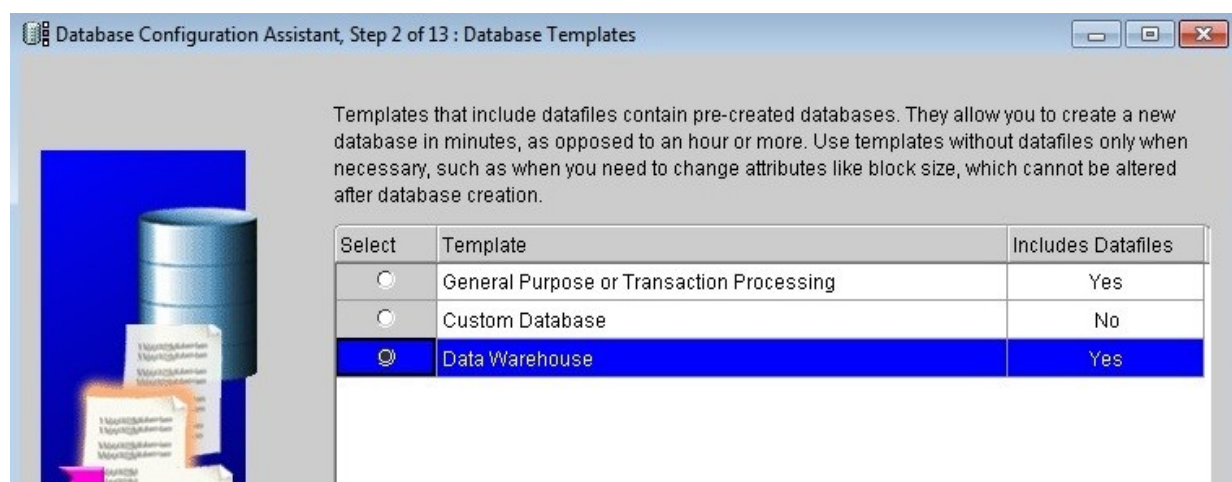 Database Configuration Assistant, Step 2 of 13 : Database Templates
Templates that include datafiles contain pre-created databases. They allow you to create a new
database in minutes, as opposed to an hour or more. Use templates without datafiles only when
necessary, such as when you need to change attributes like block size, which cannot be altered
after database creation.
Select Template Includes Datafiles
General Purpose or Transaction Processing Yes
Custom Database No
Data Warehouse Yes